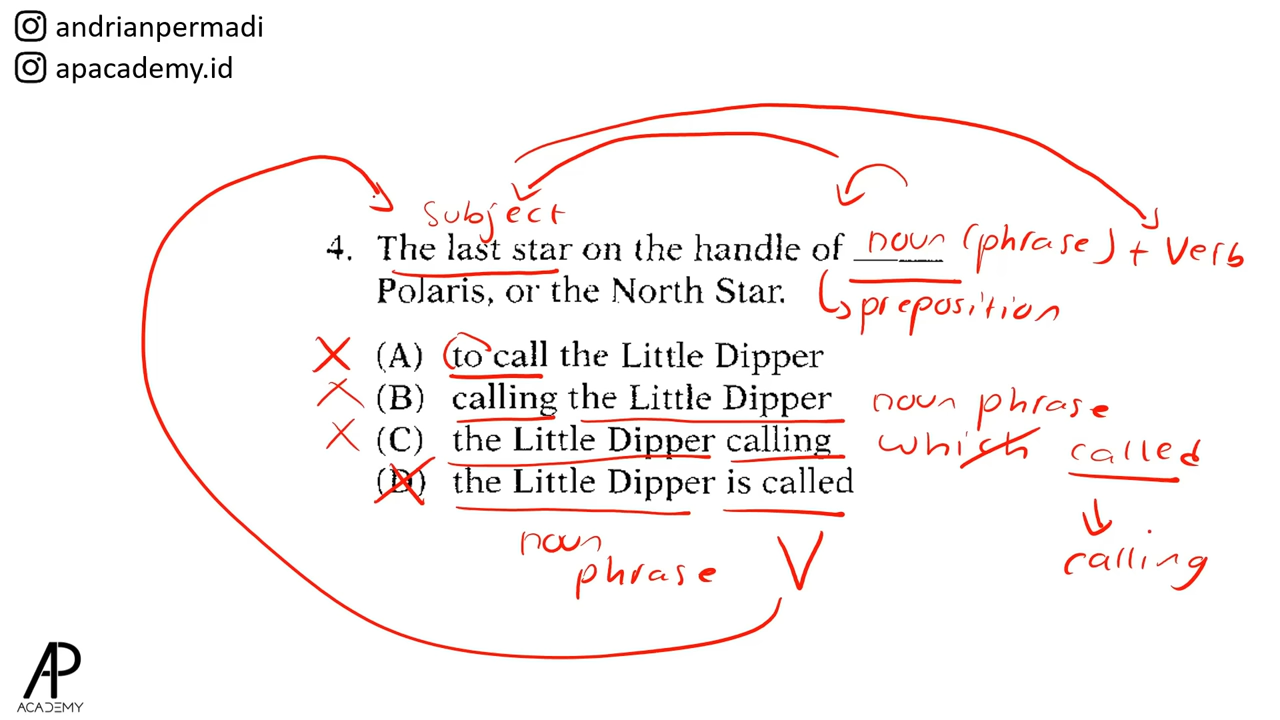 andrianpermadi
apacademy.id
Subject
4. The last star on the handle of ______ noun (phrase) + Verb
Polaris, or the North Star. preposition
X (A) to call the Little Dipper
X (B) calling the Little Dipper noun phrase
X (C) the Little Dipper calling which called
(D) the Little Dipper is called
noun V calling
phrase
AP
ACADEMY